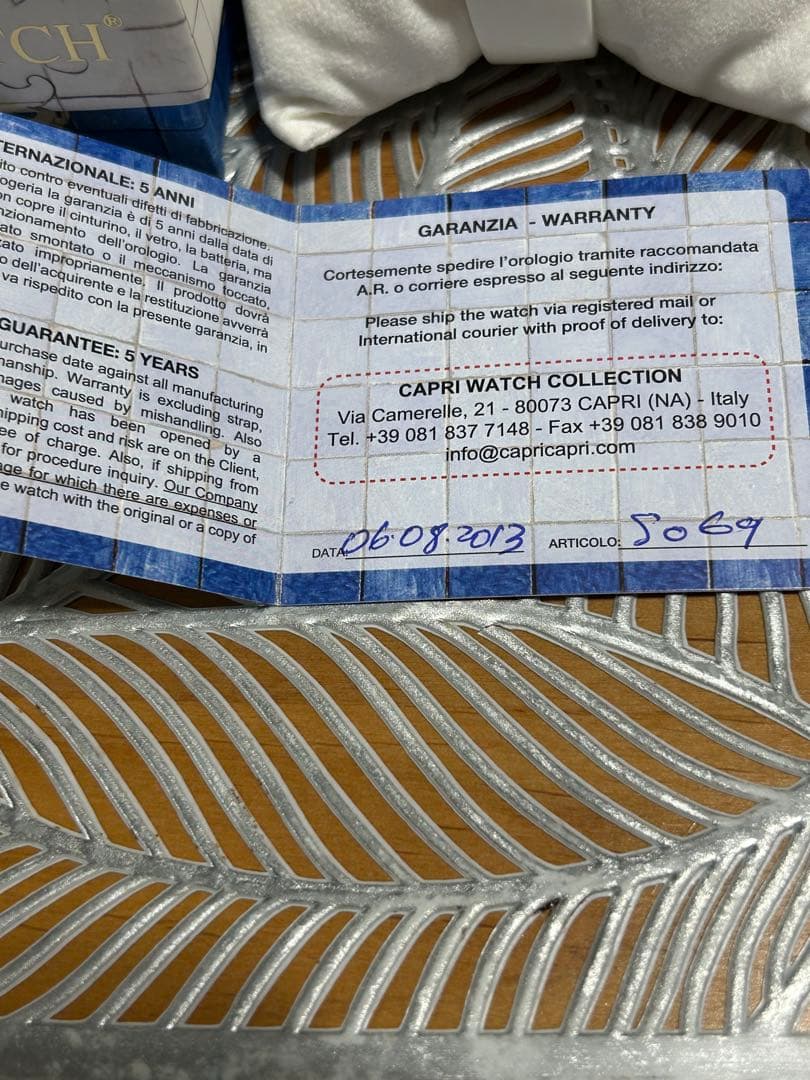 TCH®
TERNAZIONALE: 5 ANNI
ito contro eventuali difetti di fabbricazione.
ogeria la garanzia è di 5 anni dalla data di
on copre il cinturino, il vetro, la batteria, ma
nzionamento dell'orologio. La garanzia
ato smontato o il meccanismo toccato,
zato impropriamente. Il prodotto dovrà
o dell'acquirente e la restituzione avverrà
va rispedito con la presente garanzia, in
GUARANTEE: 5 YEARS
urchase date against all manufacturing
manship. Warranty is excluding strap,
mages caused by mishandling. Also
watch has been opened by a
hipping cost and risk are on the Client,
ee of charge. Also, if shipping from
for procedure inquiry. Our Company
age for which there are expenses or
e watch with the original or a copy of
GARANZIA - WARRANTY
Cortesemente spedire l'orologio tramite raccomandata
A.R. o corriere espresso al seguente indirizzo:
Please ship the watch via registered mail or
International courier with proof of delivery to:
CAPRI WATCH COLLECTION
Via Camerelle, 21 - 80073 CAPRI (NA) - Italy
Tel. +39 081 837 7148 - Fax +39 081 838 9010
info@capricapri.com
DATA: 06.08.2013 ARTICOLO: 5069